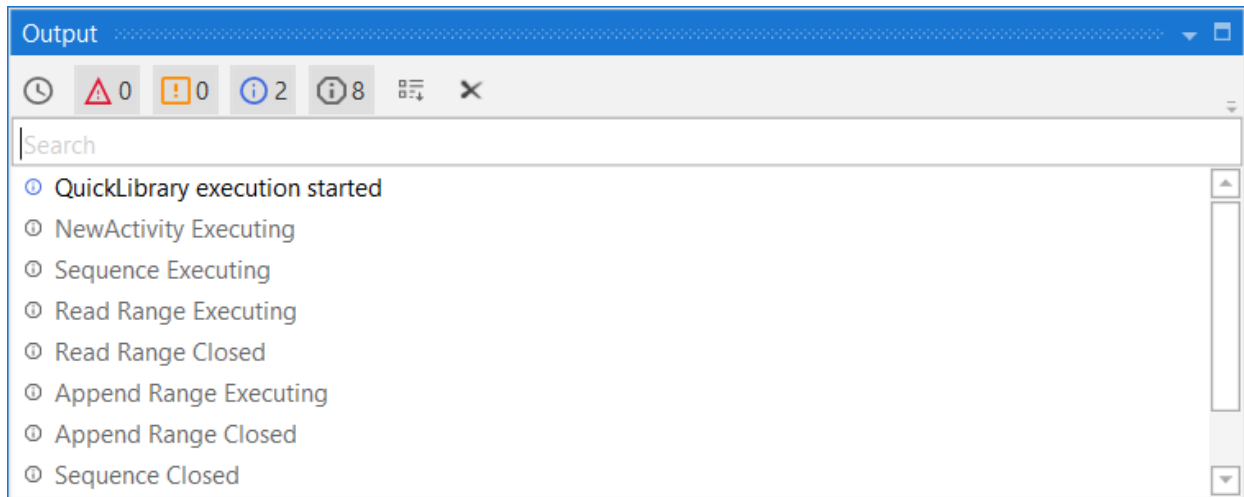 Output
0 0 2 8
Search
QuickLibrary execution started
NewActivity Executing
Sequence Executing
Read Range Executing
Read Range Closed
Append Range Executing
Append Range Closed
Sequence Closed